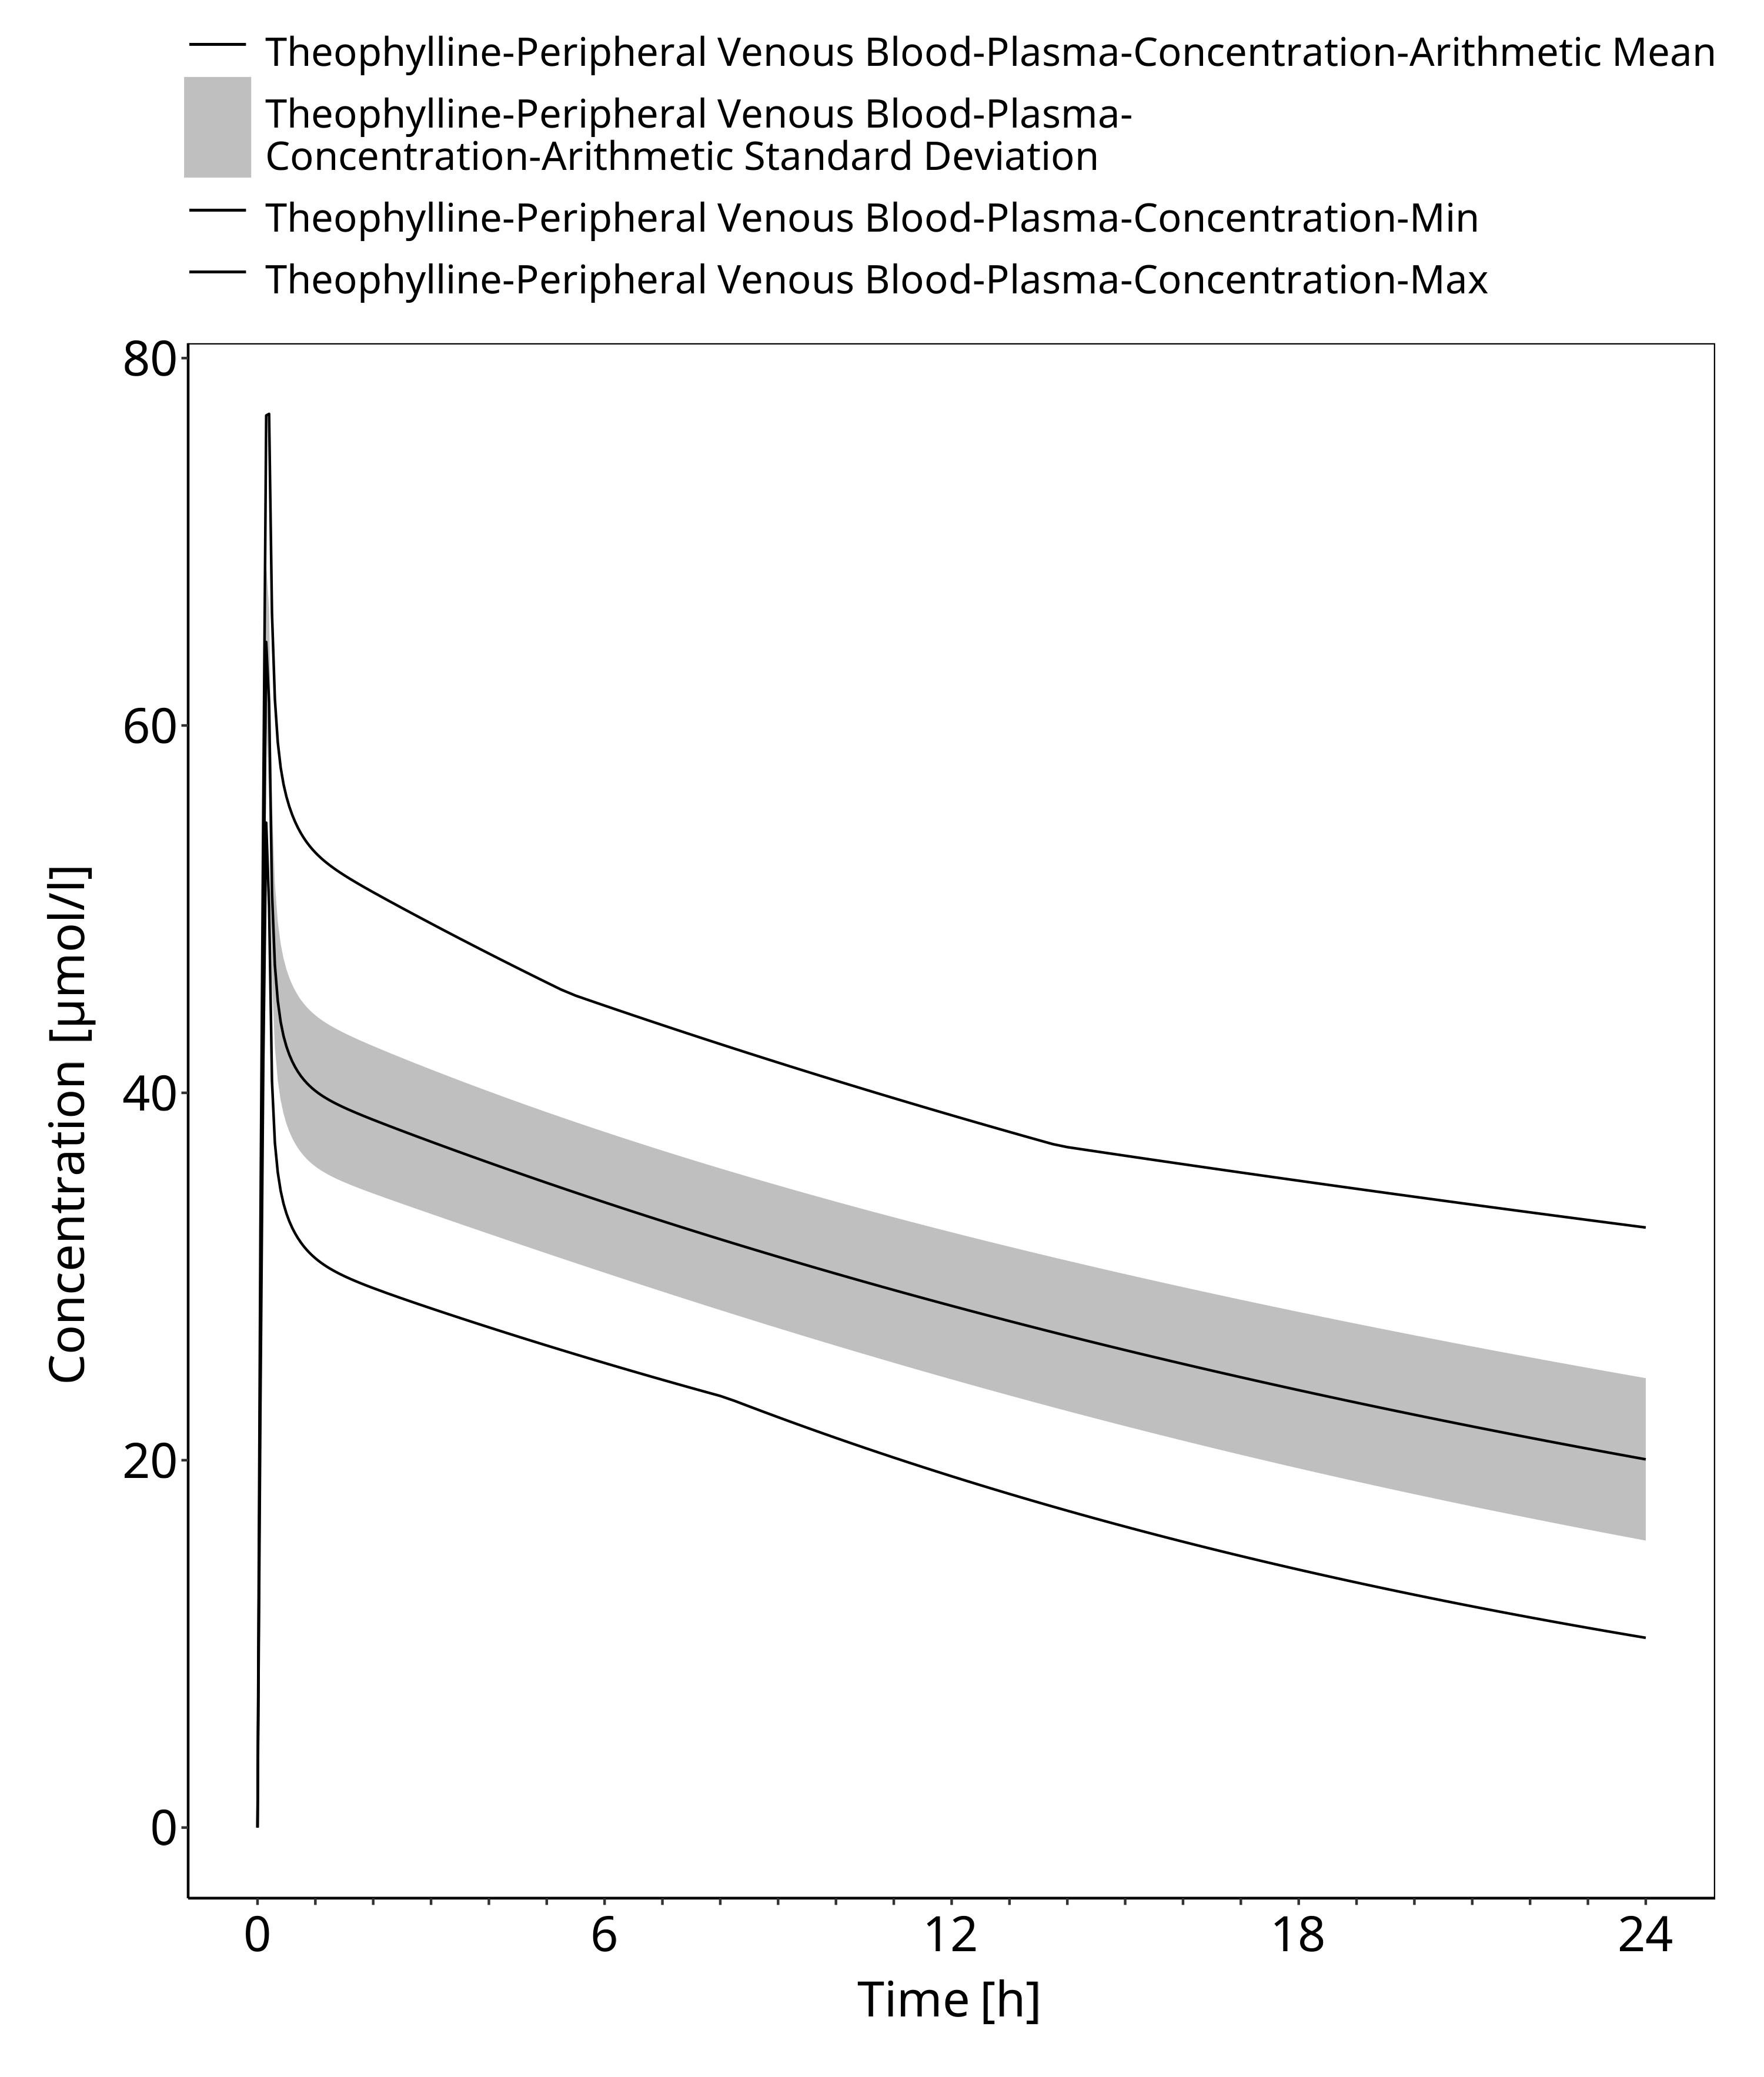 Theophylline-Peripheral Venous Blood-Plasma-Concentration-Arithmetic Mean
Theophylline-Peripheral Venous Blood-Plasma-
Concentration-Arithmetic Standard Deviation
Theophylline-Peripheral Venous Blood-Plasma-Concentration-Min
Theophylline-Peripheral Venous Blood-Plasma-Concentration-Max
80
60
40
20
0
Concentration [µmol/l]
0 6 12 18 24
Time [h]